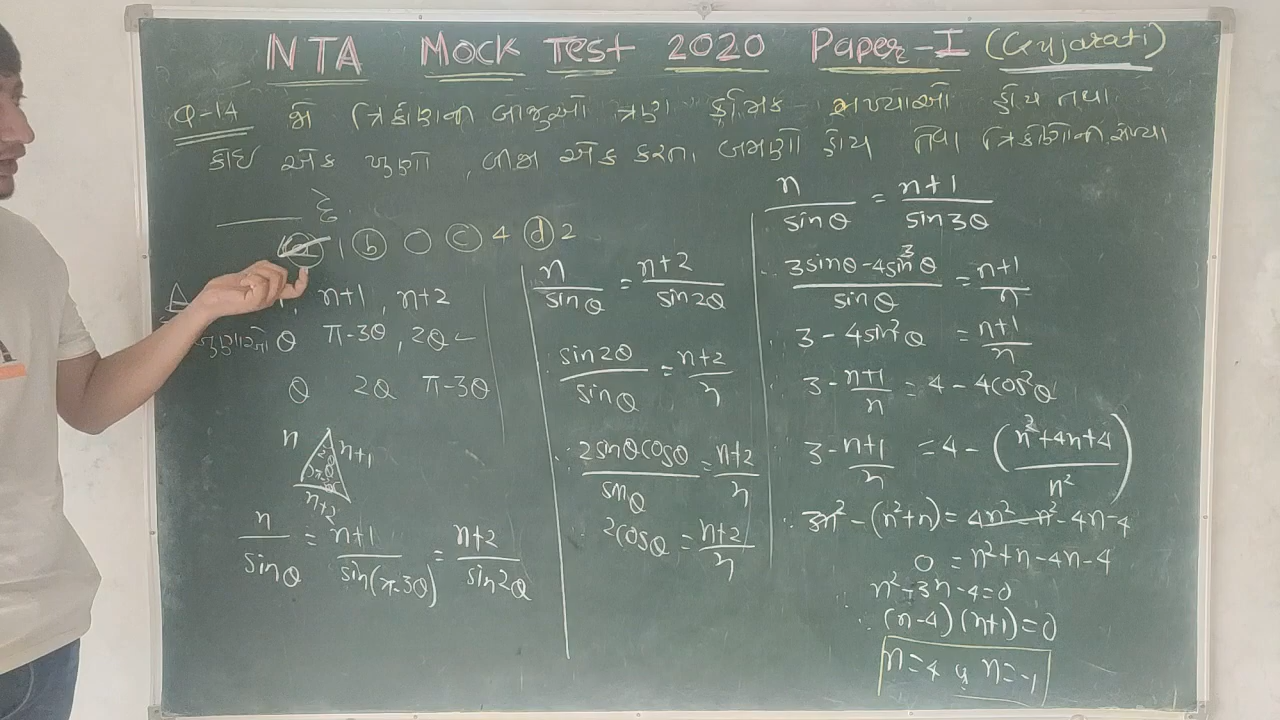 NTA Mock Test 2020 Paper-I (Gujarati)
Q-14 જો ત્રિકોણની બાજુઓ ત્રણ ક્રમિક સંખ્યાઓ હોય તથા
કોઇ એક ખુણો, બીજા એક કરતા બમણો હોય તેવા ત્રિકોણોની સંખ્યા
______ છે.
(a) 1 (b) 0 (c) 4 (d) 2
n+1, n+2
ખુણાઓ θ π-3θ, 2θ ←
θ 2θ π-3θ
n n+1
n+2
n/sinθ = n+1/sin(π-3θ) = n+2/sin2θ
n/sinθ = n+2/sin2θ
sin2θ/sinθ = n+2/n
∴ 2sinθcosθ/sinθ = n+2/n
∴ 2cosθ = n+2/n
n/sinθ = n+1/sin3θ
∴ 3sinθ-4sin³θ/sinθ = n+1/n
∴ 3-4sin²θ = n+1/n
∴ 3-n+1/n = 4-4cos²θ
3-n+1/n = 4-(n²+4n+4/n²)
∴ 3n²-(n²+n) = 4n²-n²-4n-4
0 = n²+n-4n-4
∴ n²-3n-4=0
∴ (n-4)(n+1)=0
n=4 n=-1